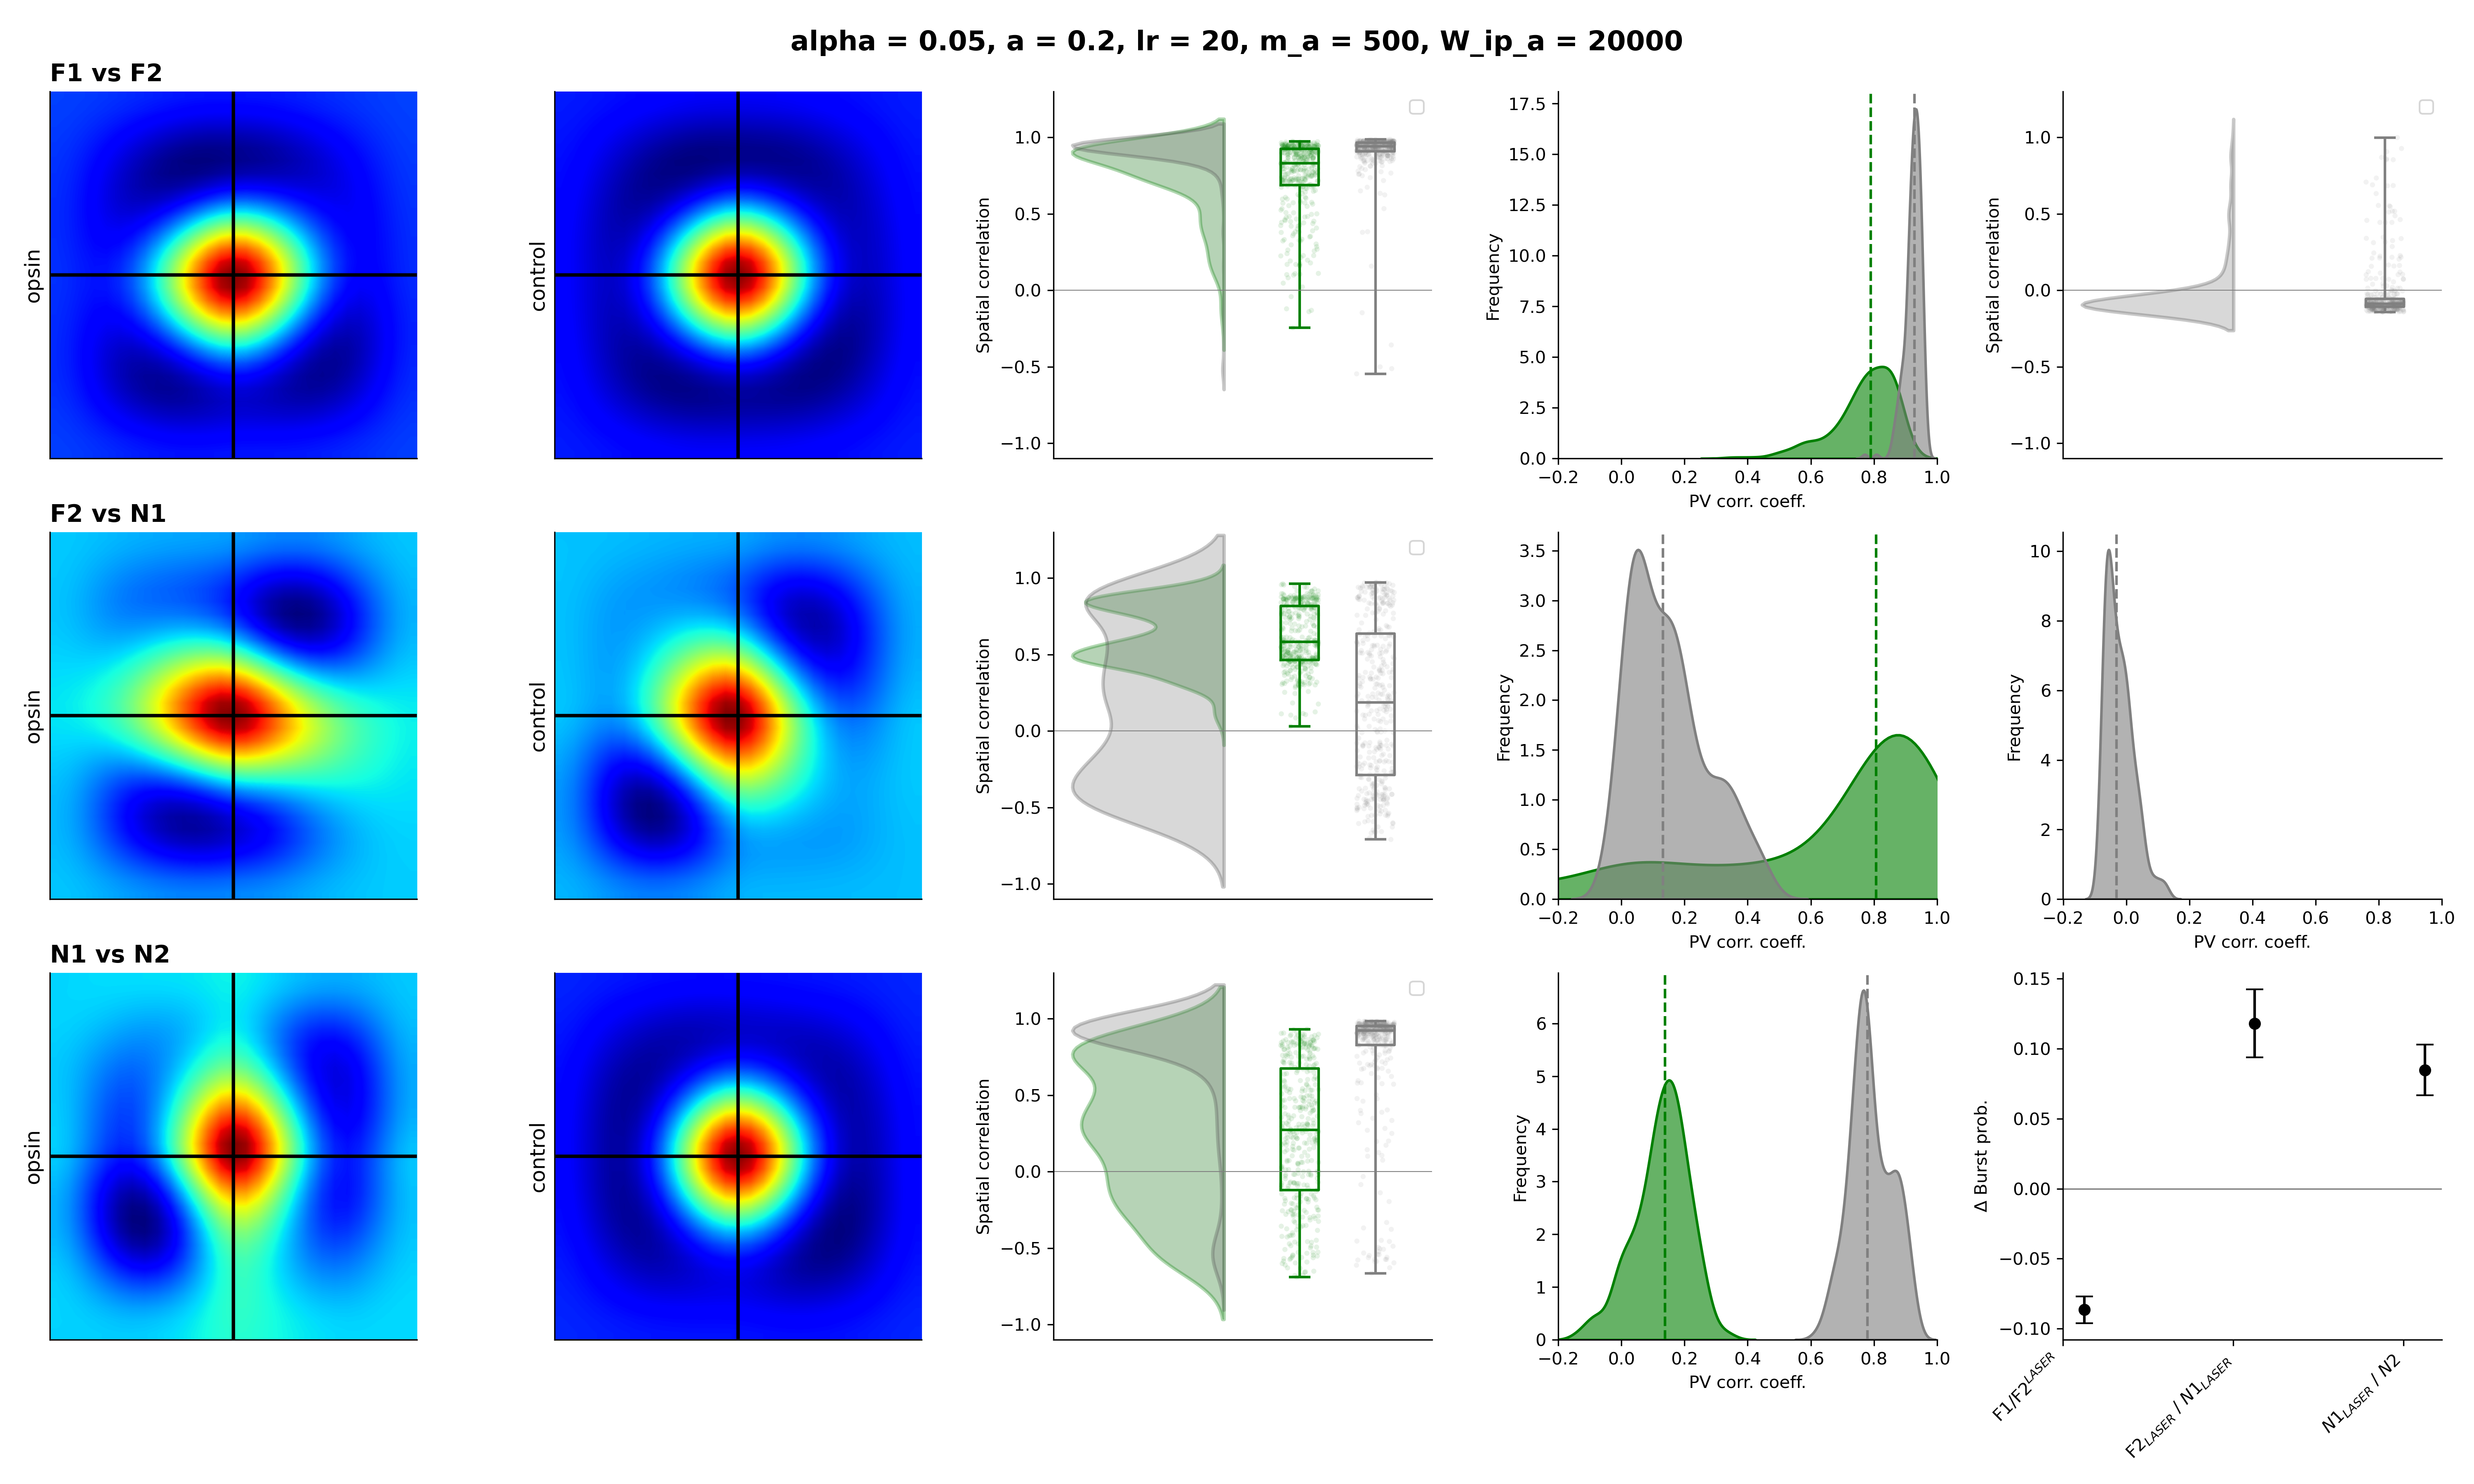 alpha = 0.05, a = 0.2, lr = 20, m_a = 500, W_ip_a = 20000
F1 vs F2
opsin
control
Spatial correlation
1.0
0.5
0.0
−0.5
−1.0
Frequency
17.5
15.0
12.5
10.0
7.5
5.0
2.5
0.0
−0.2 0.0 0.2 0.4 0.6 0.8 1.0
PV corr. coeff.
Spatial correlation
1.0
0.5
0.0
−0.5
−1.0
F2 vs N1
opsin
control
Spatial correlation
1.0
0.5
0.0
−0.5
−1.0
Frequency
3.5
3.0
2.5
2.0
1.5
1.0
0.5
0.0
−0.2 0.0 0.2 0.4 0.6 0.8 1.0
PV corr. coeff.
Frequency
10
8
6
4
2
0
−0.2 0.0 0.2 0.4 0.6 0.8 1.0
PV corr. coeff.
N1 vs N2
opsin
control
Spatial correlation
1.0
0.5
0.0
−0.5
−1.0
Frequency
6
5
4
3
2
1
0
−0.2 0.0 0.2 0.4 0.6 0.8 1.0
PV corr. coeff.
Δ Burst prob.
0.15
0.10
0.05
0.00
−0.05
−0.10
F1/F2^LASER
F2_LASER / N1_LASER
N1_LASER / N2